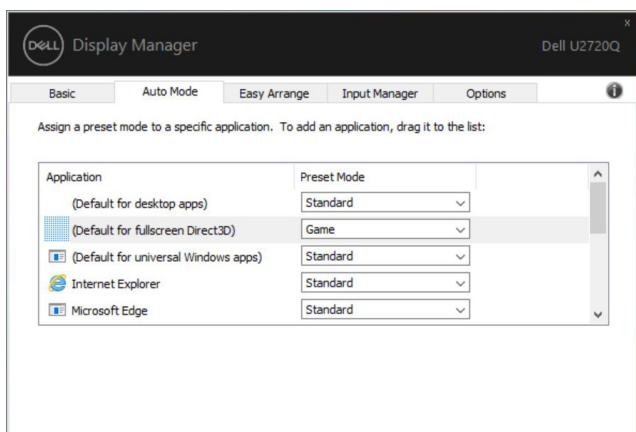 DELL Display Manager
x
Dell U2720Q
Basic Auto Mode Easy Arrange Input Manager Options
Assign a preset mode to a specific application. To add an application, drag it to the list:
Application Preset Mode
(Default for desktop apps) Standard
(Default for fullscreen Direct3D) Game
(Default for universal Windows apps) Standard
Internet Explorer Standard
Microsoft Edge Standard